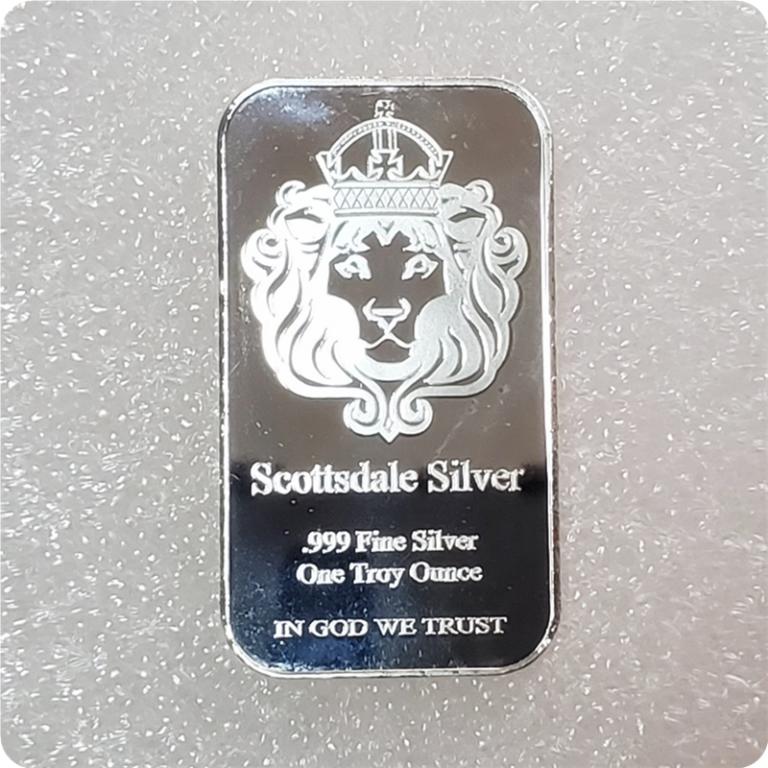 Scottsdale Silver
.999 Fine Silver
One Troy Ounce
IN GOD WE TRUST